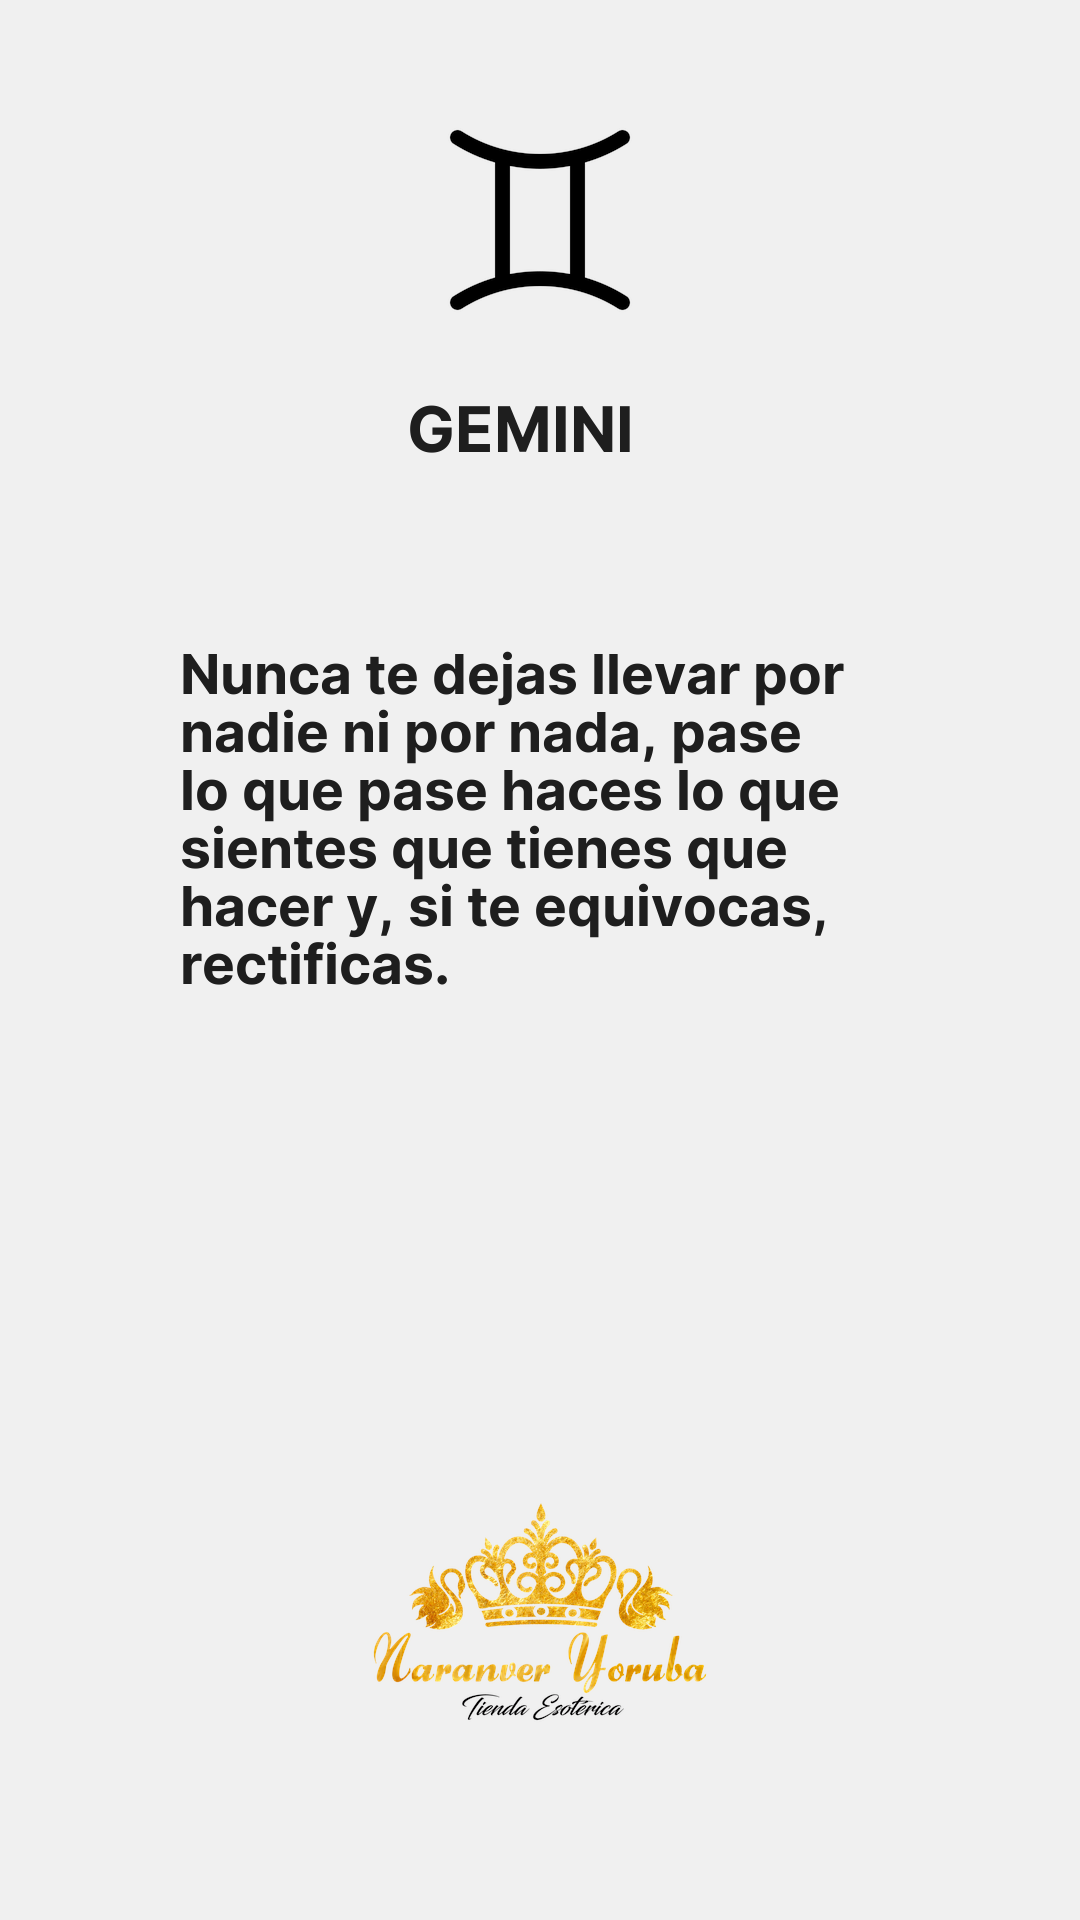 GEMINI
Nunca te dejas llevar por
nadie ni por nada, pase
lo que pase haces lo que
sientes que tienes que
hacer y, si te equivocas,
rectificas.
Naranver Yoruba
Tienda Esotérica